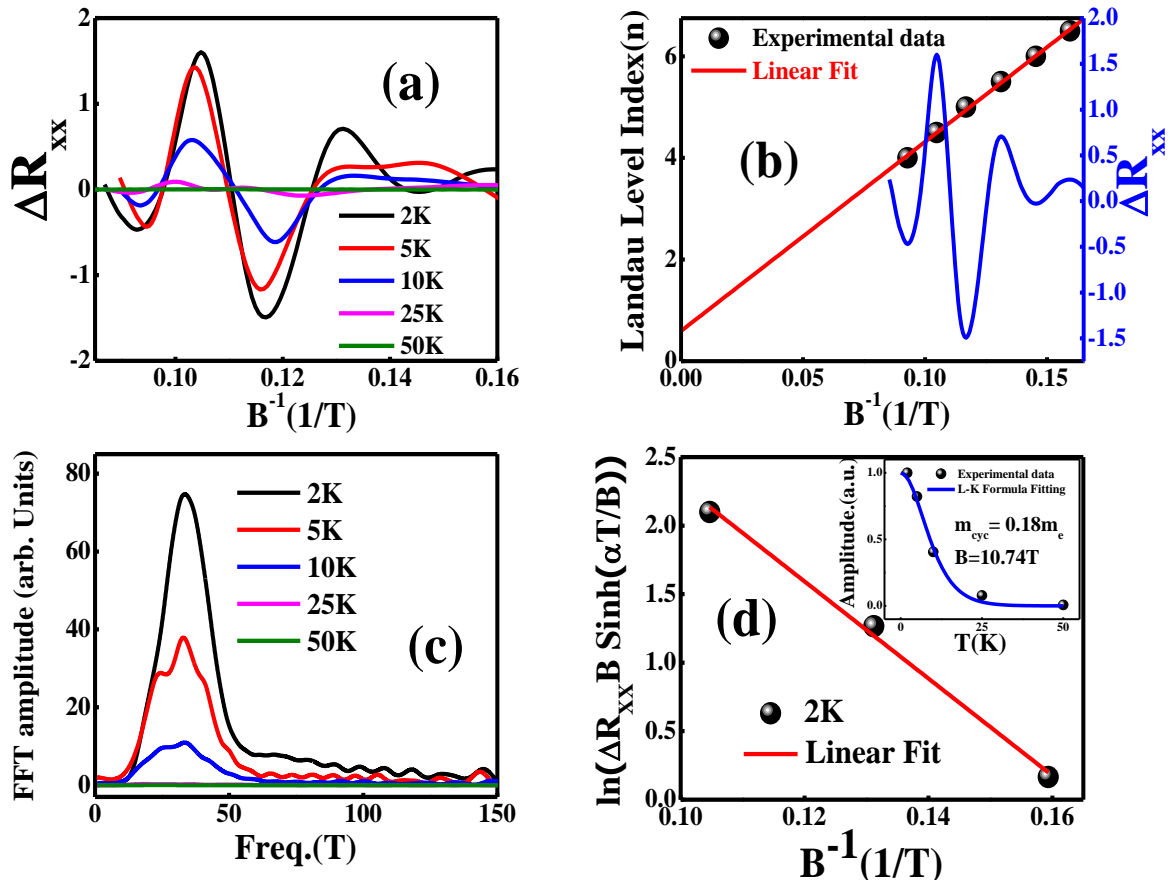 (a)
ΔR_xx
2
1
0
-1
-2
2K
5K
10K
25K
50K
0.10
0.12
0.14
0.16
B^-1(1/T)
(b)
Experimental data
Linear Fit
Landau Level Index(n)
6
4
2
0
0.00
0.05
0.10
0.15
B^-1(1/T)
2.0
1.5
1.0
0.5
0.0
-0.5
-1.0
-1.5
ΔR_xx
(c)
FFT amplitude (arb. Units)
80
60
40
20
0
2K
5K
10K
25K
50K
0
50
100
150
Freq.(T)
(d)
ln(ΔR_XX B Sinh(αT/B))
2.5
2.0
1.5
1.0
0.5
0.0
2K
Linear Fit
0.10
0.12
0.14
0.16
B^-1(1/T)
Amplitude.(a.u.)
1.0
0.5
0.0
Experimental data
L-K Formula Fitting
m_cyc= 0.18m_e
B=10.74T
0
25
50
T(K)